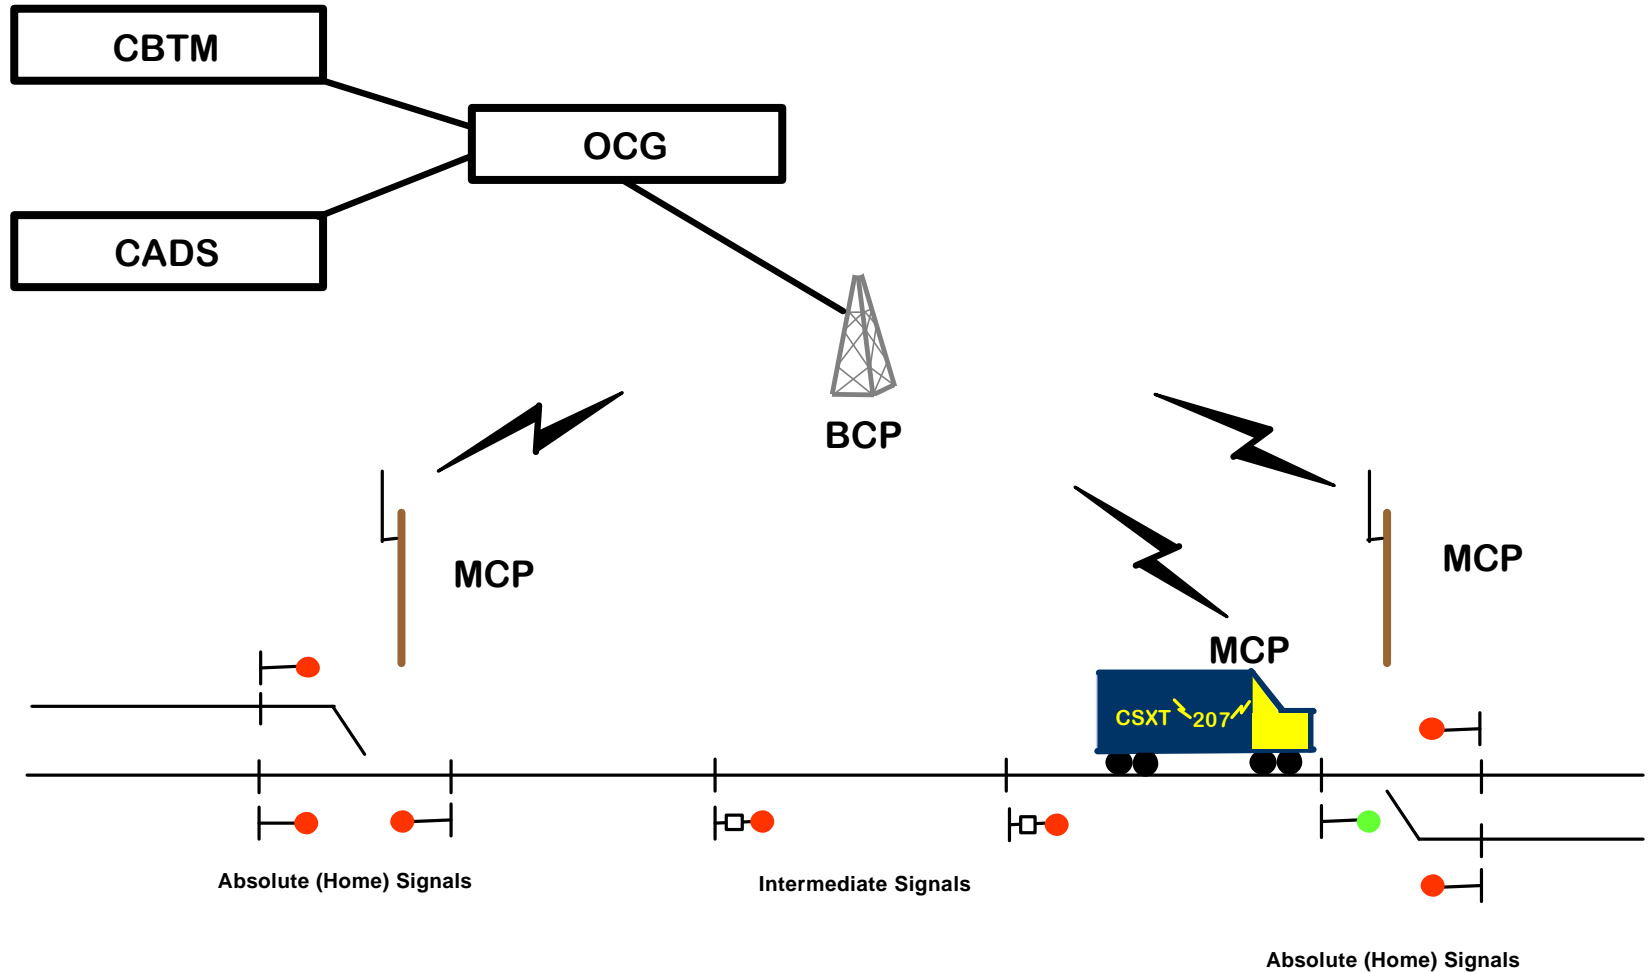 CBTM
OCG
CADS
BCP
MCP
MCP
MCP
CSXT 207
Absolute (Home) Signals
Intermediate Signals
Absolute (Home) Signals